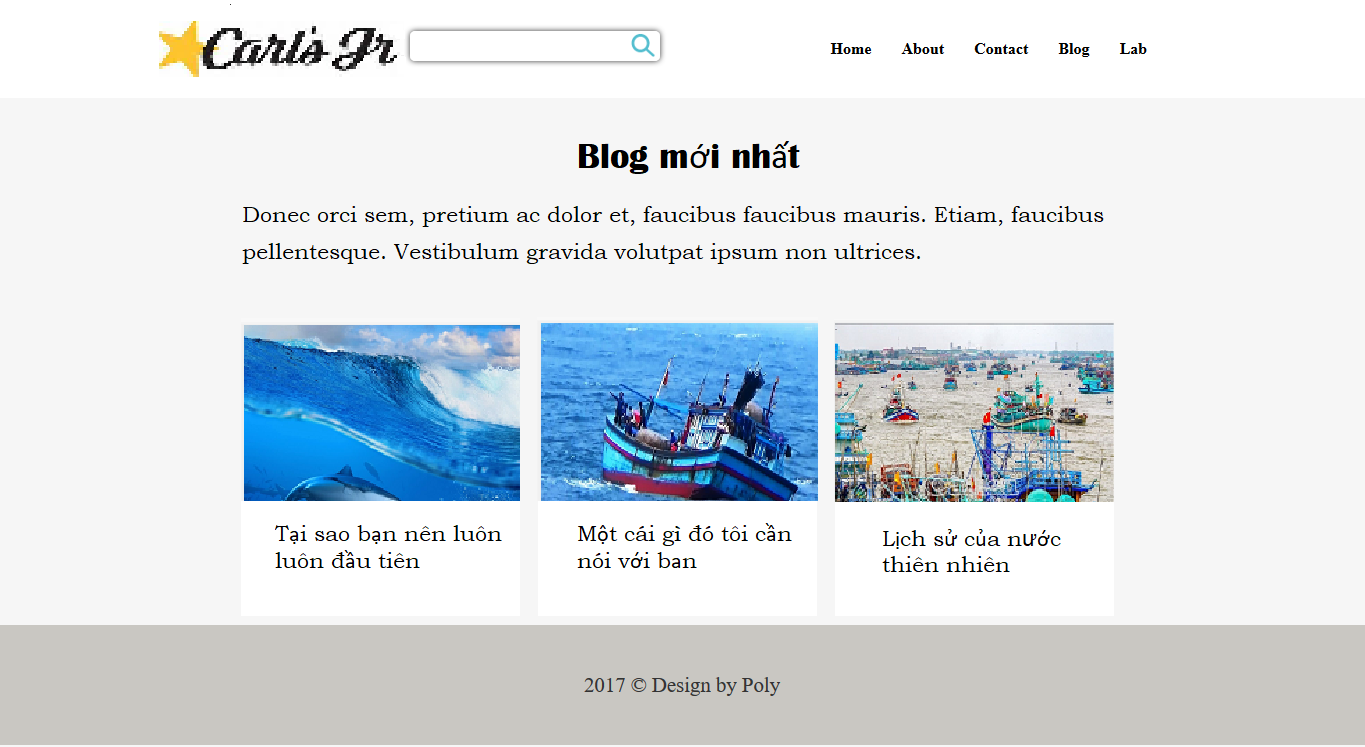 Carl's Jr
Home About Contact Blog Lab
Blog mới nhất
Donec orci sem, pretium ac dolor et, faucibus faucibus mauris. Etiam, faucibus
pellentesque. Vestibulum gravida volutpat ipsum non ultrices.
Tại sao bạn nên luôn
luôn đầu tiên
Một cái gì đó tôi cần
nói với ban
Lịch sử của nước
thiên nhiên
2017 © Design by Poly